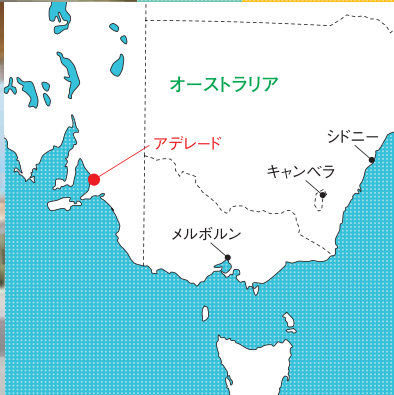 オーストラリア
アデレード
シドニー
キャンベラ
メルボルン